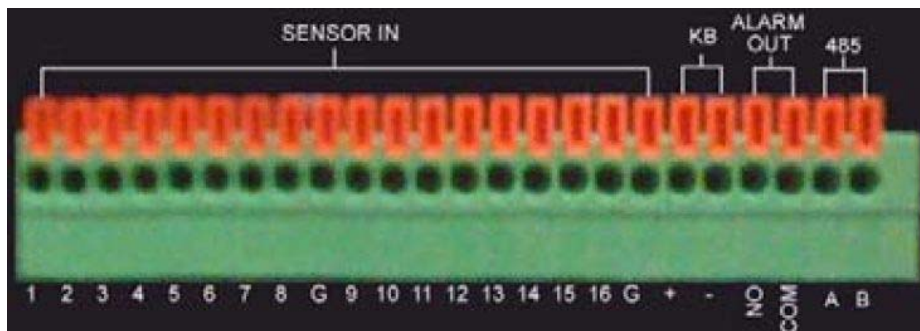 SENSOR IN KB ALARM OUT 485
1 2 3 4 5 6 7 8 G 9 10 11 12 13 14 15 16 G + - NO COM A B